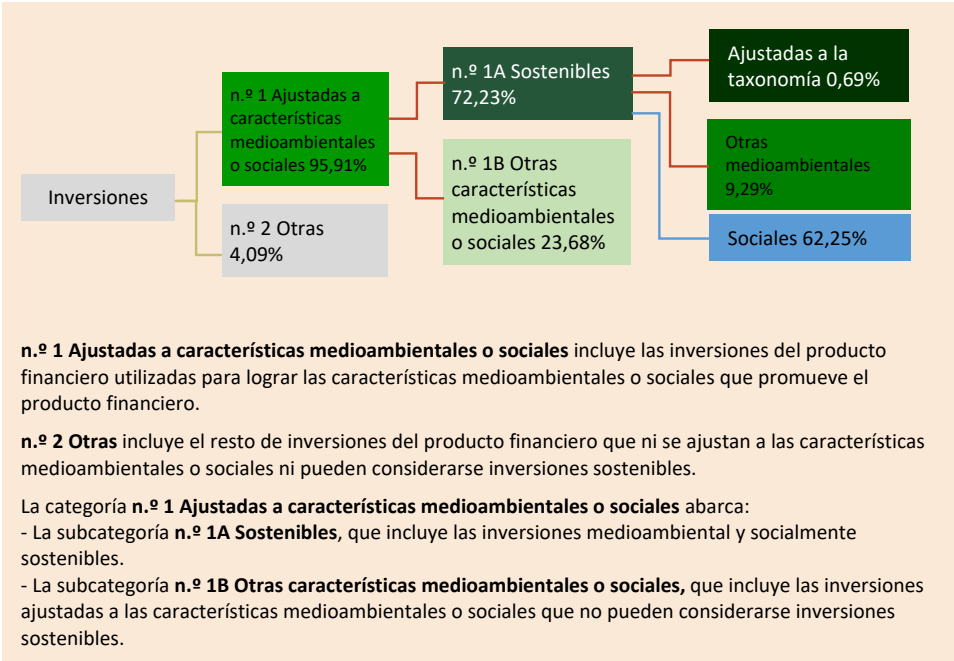 Inversiones
n.º 1 Ajustadas a
características
medioambientales
o sociales 95,91%
n.º 2 Otras
4,09%
n.º 1A Sostenibles
72,23%
n.º 1B Otras
características
medioambientales
o sociales 23,68%
Ajustadas a la
taxonomía 0,69%
Otras
medioambientales
9,29%
Sociales 62,25%
n.º 1 Ajustadas a características medioambientales o sociales incluye las inversiones del producto
financiero utilizadas para lograr las características medioambientales o sociales que promueve el
producto financiero.
n.º 2 Otras incluye el resto de inversiones del producto financiero que ni se ajustan a las características
medioambientales o sociales ni pueden considerarse inversiones sostenibles.
La categoría n.º 1 Ajustadas a características medioambientales o sociales abarca:
- La subcategoría n.º 1A Sostenibles, que incluye las inversiones medioambiental y socialmente
sostenibles.
- La subcategoría n.º 1B Otras características medioambientales o sociales, que incluye las inversiones
ajustadas a las características medioambientales o sociales que no pueden considerarse inversiones
sostenibles.